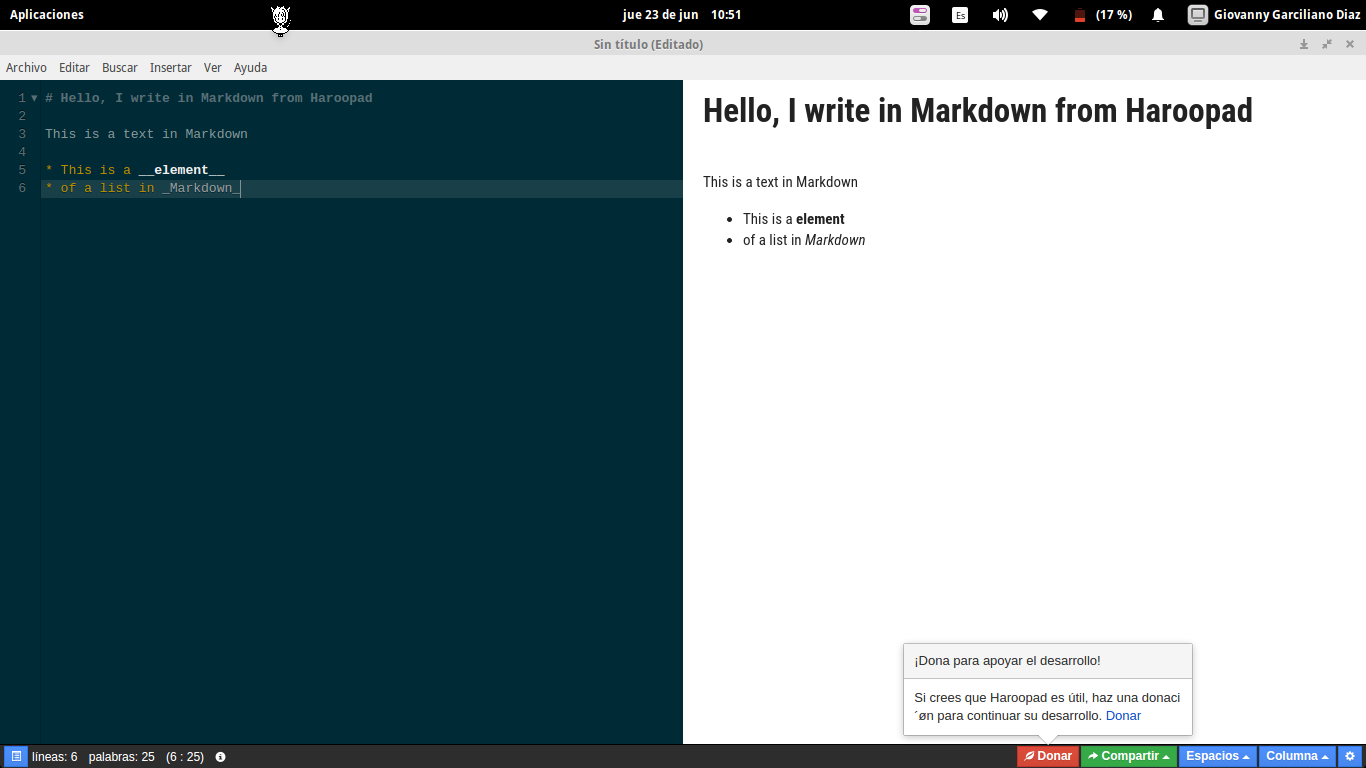 Aplicaciones
jue 23 de jun 10:51
Es
(17 %)
Giovanny Garciliano Diaz
Sin título (Editado)
Archivo Editar Buscar Insertar Ver Ayuda
1 # Hello, I write in Markdown from Haroopad
2
3 This is a text in Markdown
4
5 * This is a __element__
6 * of a list in _Markdown_
Hello, I write in Markdown from Haroopad
This is a text in Markdown
• This is a element
• of a list in Markdown
¡Dona para apoyar el desarrollo!
Si crees que Haroopad es útil, haz una donaci
´øn para continuar su desarrollo. Donar
líneas: 6 palabras: 25 (6 : 25)
Donar Compartir Espacios Columna